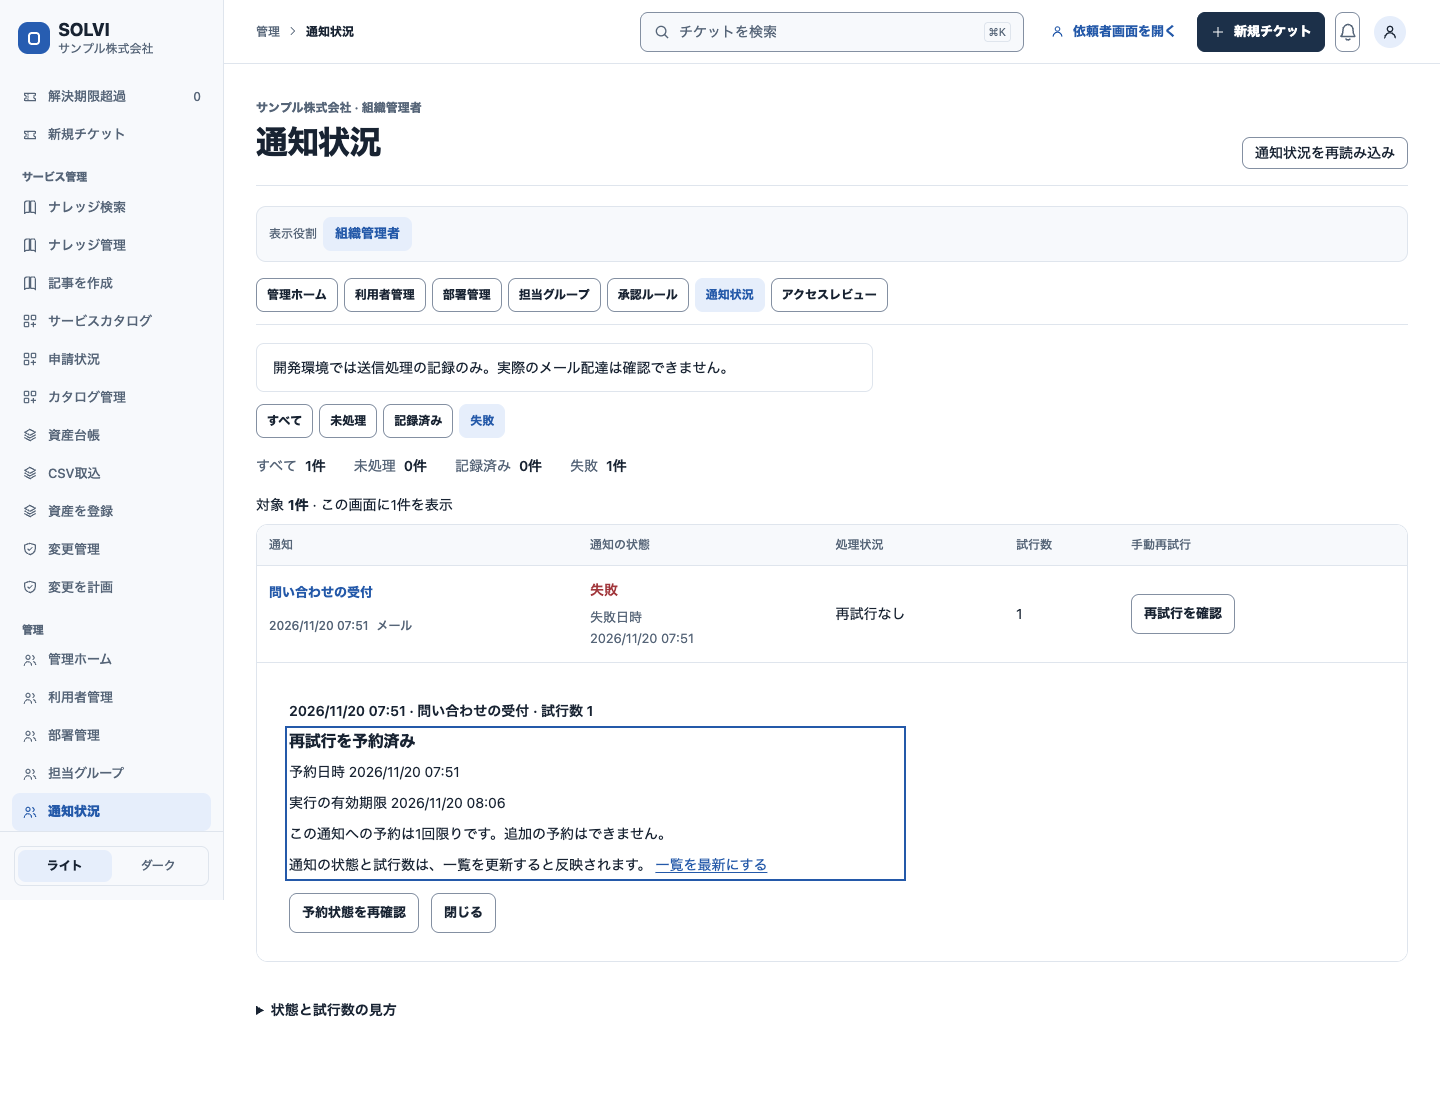 SOLVI
サンプル株式会社
解決期限超過 0
新規チケット
サービス管理
ナレッジ検索
ナレッジ管理
記事を作成
サービスカタログ
申請状況
カタログ管理
資産台帳
CSV取込
資産を登録
変更管理
変更を計画
管理
管理ホーム
利用者管理
部署管理
担当グループ
通知状況
ライト ダーク
管理 通知状況
チケットを検索 ⌘K
依頼者画面を開く
新規チケット
サンプル株式会社 · 組織管理者
通知状況
通知状況を再読み込み
表示役割 組織管理者
管理ホーム 利用者管理 部署管理 担当グループ 承認ルール 通知状況 アクセスレビュー
開発環境では送信処理の記録のみ。実際のメール配達は確認できません。
すべて 未処理 記録済み 失敗
すべて 1件 未処理 0件 記録済み 0件 失敗 1件
対象 1件 · この画面に1件を表示
通知 通知の状態 処理状況 試行数 手動再試行
問い合わせの受付
2026/11/20 07:51 メール
失敗
失敗日時
2026/11/20 07:51
再試行なし
1
再試行を確認
2026/11/20 07:51 · 問い合わせの受付 · 試行数 1
再試行を予約済み
予約日時 2026/11/20 07:51
実行の有効期限 2026/11/20 08:06
この通知への予約は1回限りです。追加の予約はできません。
通知の状態と試行数は、一覧を更新すると反映されます。 一覧を最新にする
予約状態を再確認 閉じる
状態と試行数の見方